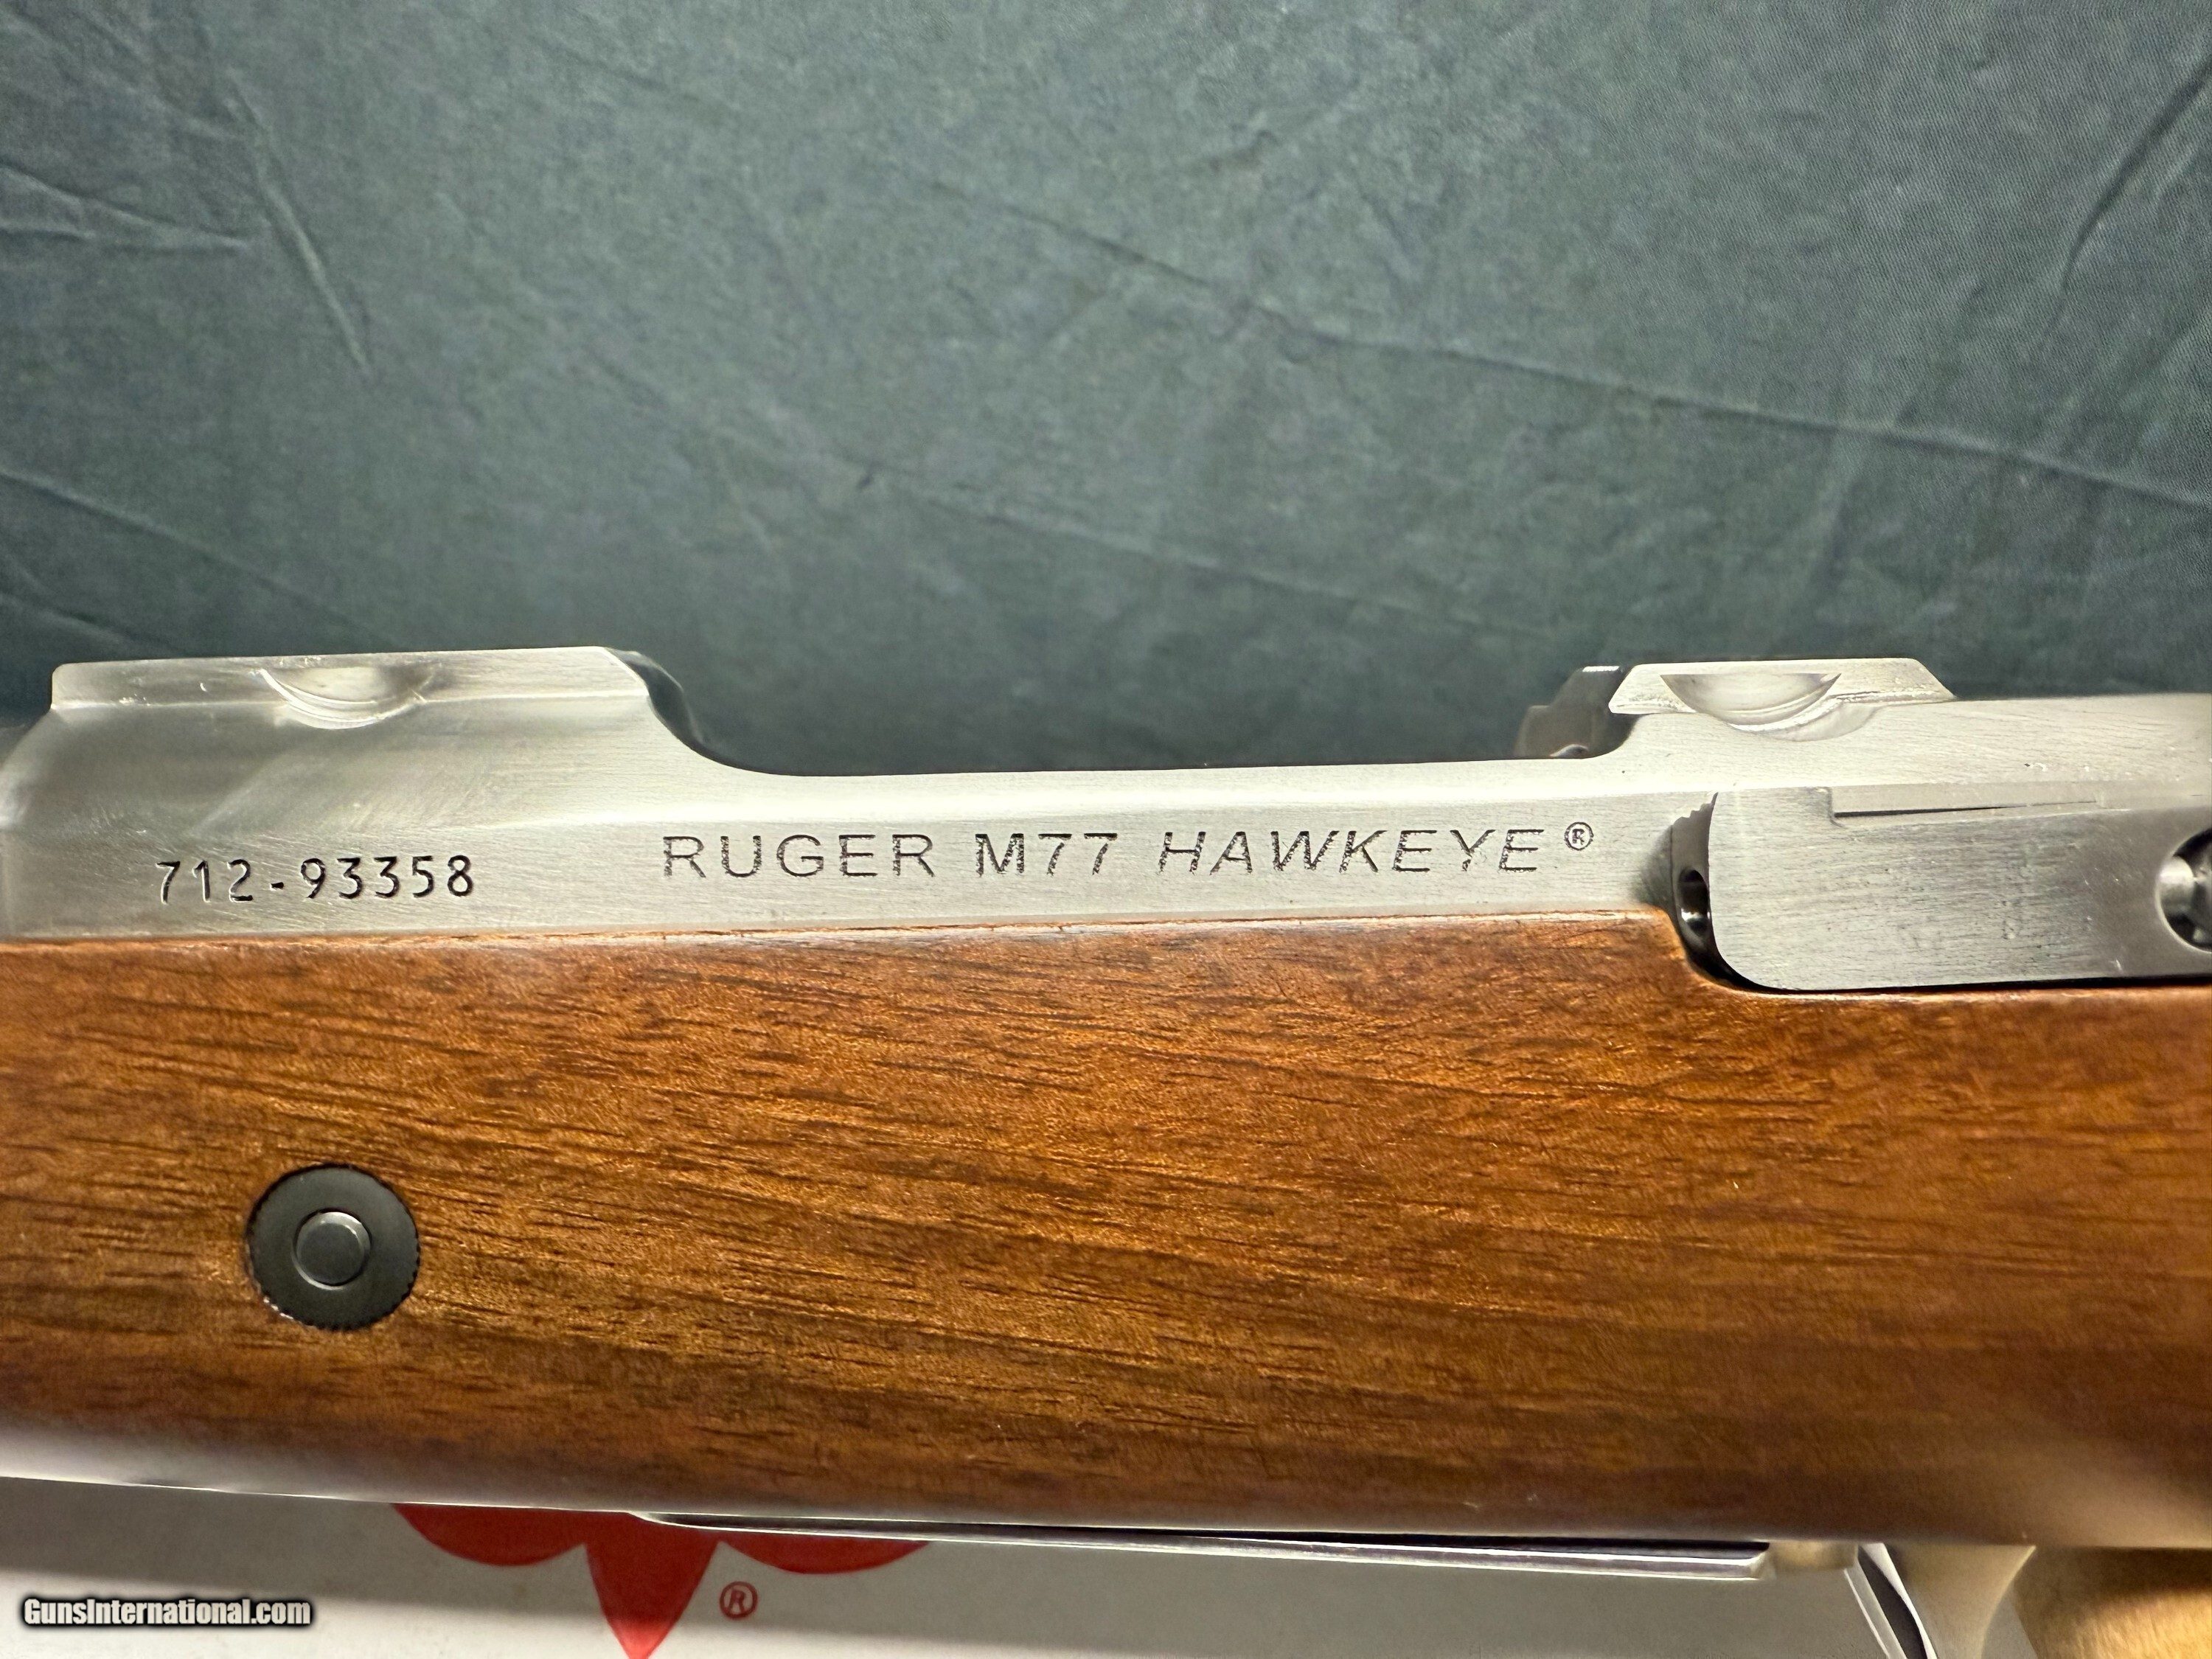 712-93358 RUGER M77 HAWKEYE®
®
GunsInternational.com